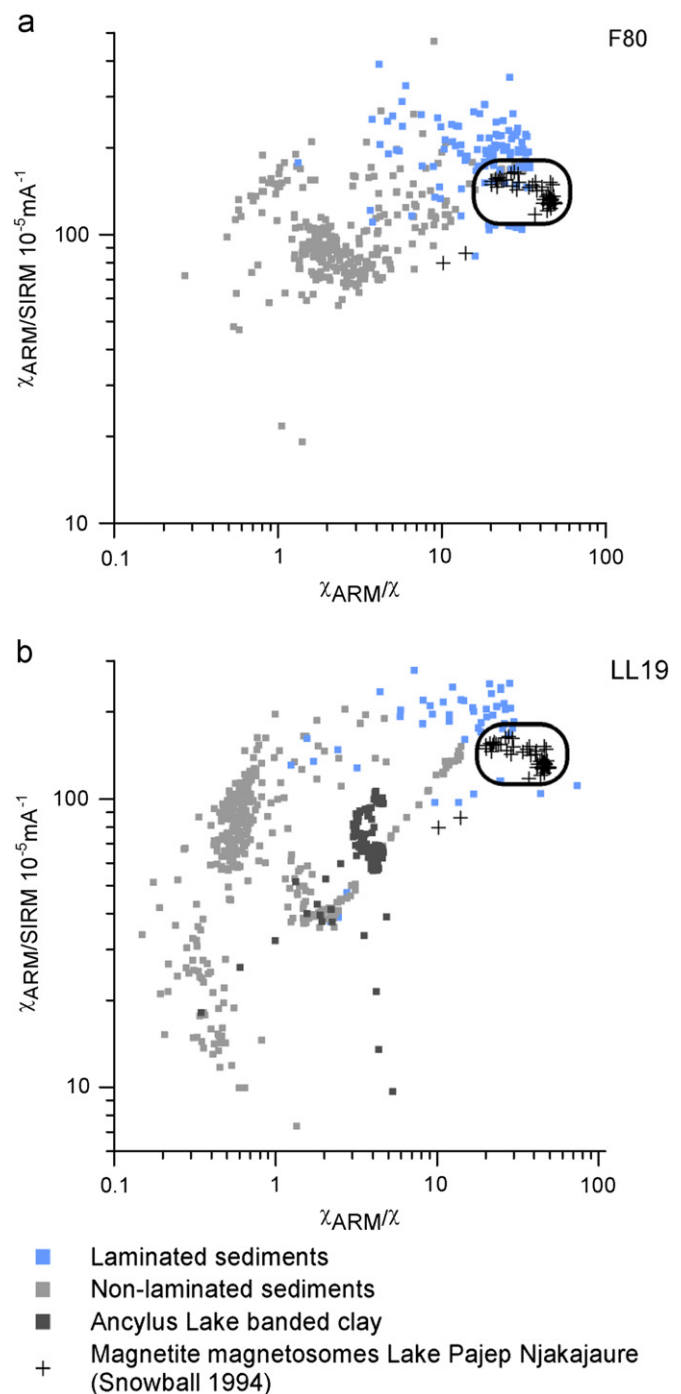 a
F80
χARM/SIRM 10-5mA-1
100
10
0.1
1
10
100
χARM/χ
b
LL19
χARM/SIRM 10-5mA-1
100
10
0.1
1
10
100
χARM/χ
Laminated sediments
Non-laminated sediments
Ancylus Lake banded clay
Magnetite magnetosomes Lake Pajep Njakajaure
(Snowball 1994)